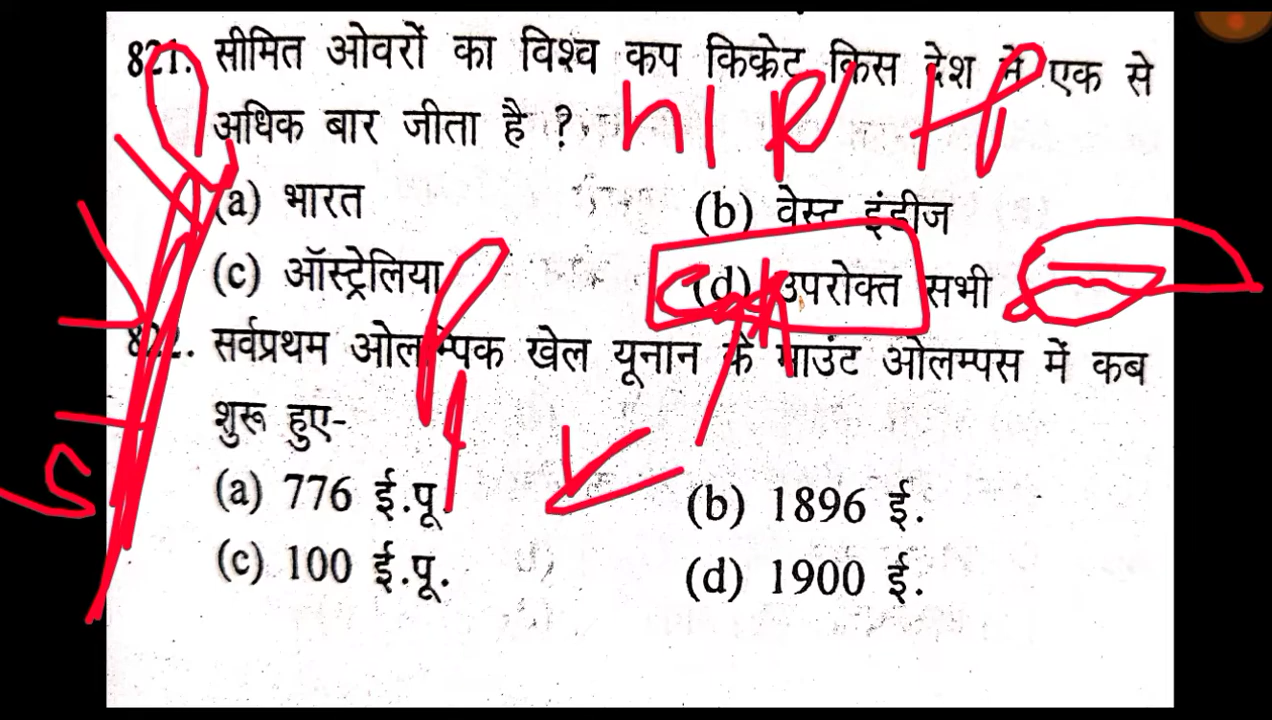 821. सीमित ओवरों का विश्व कप क्रिकेट किस देश ने एक से
अधिक बार जीता है ?
(a) भारत (b) वेस्ट इंडीज
(c) ऑस्ट्रेलिया (d) उपरोक्त सभी
822. सर्वप्रथम ओलम्पिक खेल यूनान के माउंट ओलम्पस में कब
शुरू हुए-
(a) 776 ई.पू. (b) 1896 ई.
(c) 100 ई.पू. (d) 1900 ई.